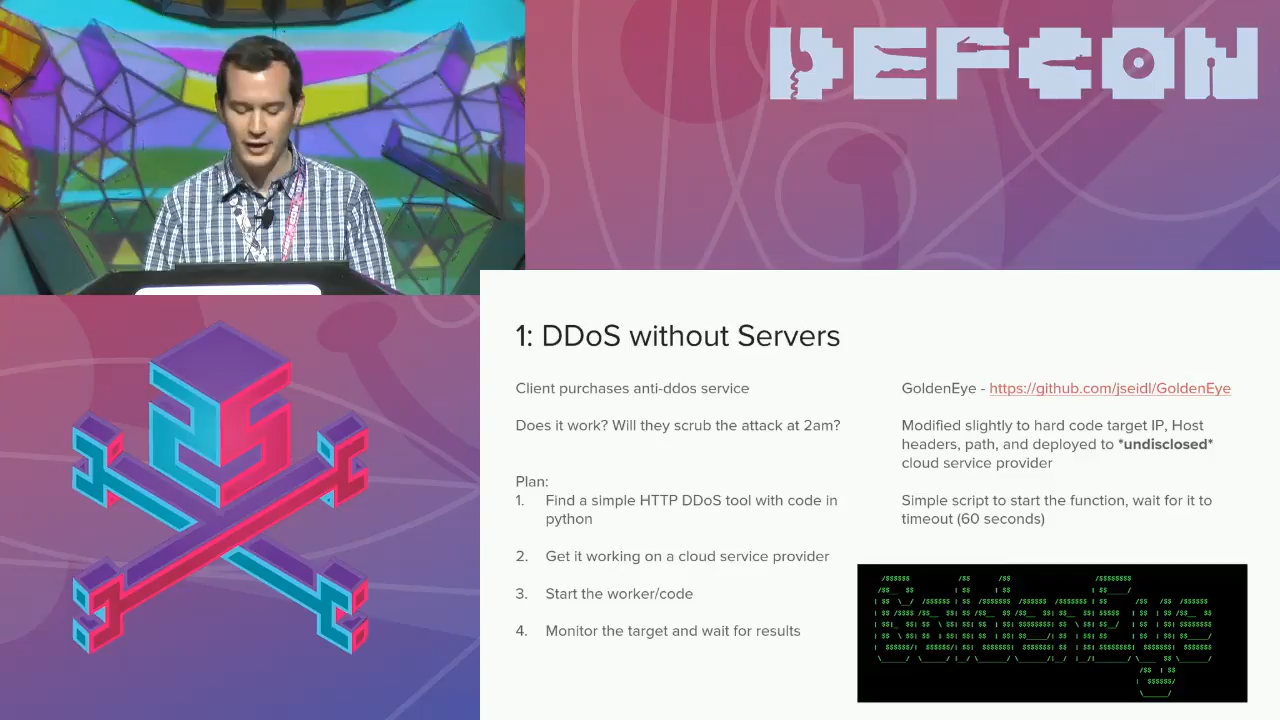 DEFCON
1: DDoS without Servers
Client purchases anti-ddos service
Does it work? Will they scrub the attack at 2am?
Plan:
1. Find a simple HTTP DDoS tool with code in
python
2. Get it working on a cloud service provider
3. Start the worker/code
4. Monitor the target and wait for results
GoldenEye - https://github.com/jseidl/GoldenEye
Modified slightly to hard code target IP, Host
headers, path, and deployed to *undisclosed*
cloud service provider
Simple script to start the function, wait for it to
timeout (60 seconds)
GoldenEye